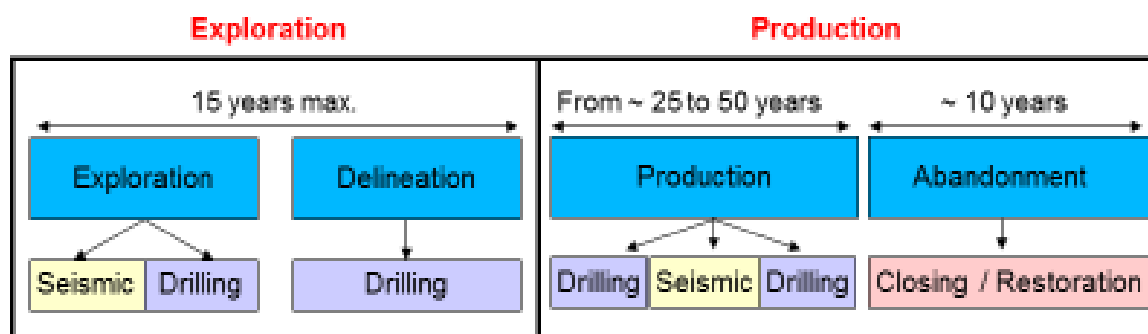 Exploration
Production
15 years max.
From ~ 25 to 50 years
~ 10 years
Exploration
Delineation
Production
Abandonment
Seismic
Drilling
Drilling
Drilling
Seismic
Drilling
Closing / Restoration